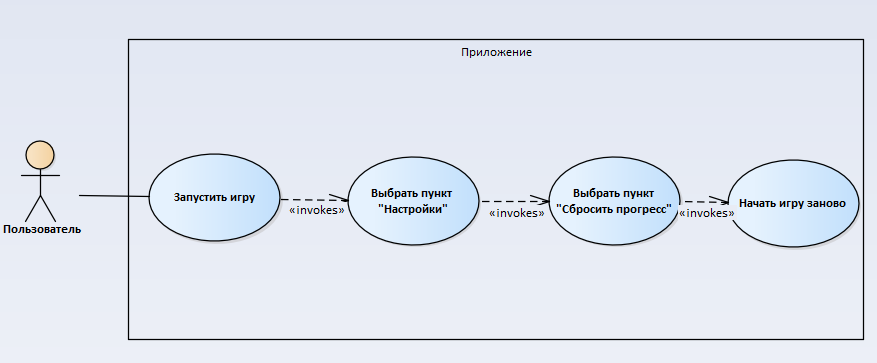 Приложение
Пользователь
Запустить игру
«invokes»
Выбрать пункт
"Настройки"
«invokes»
Выбрать пункт
"Сбросить прогресс"
«invokes»
Начать игру заново